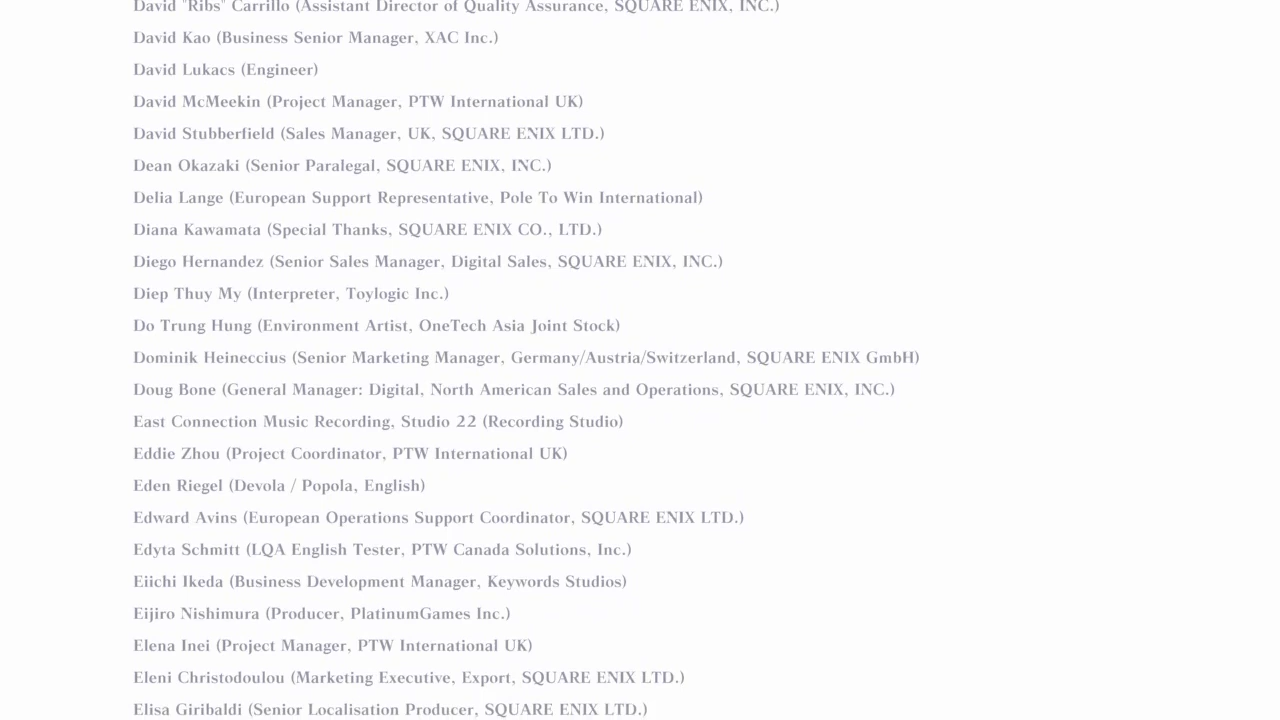 David "Ribs" Carrillo (Assistant Director of Quality Assurance, SQUARE ENIX, INC.)
David Kao (Business Senior Manager, XAC Inc.)
David Lukacs (Engineer)
David McMeekin (Project Manager, PTW International UK)
David Stubberfield (Sales Manager, UK, SQUARE ENIX LTD.)
Dean Okazaki (Senior Paralegal, SQUARE ENIX, INC.)
Delia Lange (European Support Representative, Pole To Win International)
Diana Kawamata (Special Thanks, SQUARE ENIX CO., LTD.)
Diego Hernandez (Senior Sales Manager, Digital Sales, SQUARE ENIX, INC.)
Diep Thuy My (Interpreter, Toylogic Inc.)
Do Trung Hung (Environment Artist, OneTech Asia Joint Stock)
Dominik Heineccius (Senior Marketing Manager, Germany/Austria/Switzerland, SQUARE ENIX GmbH)
Doug Bone (General Manager: Digital, North American Sales and Operations, SQUARE ENIX, INC.)
East Connection Music Recording, Studio 22 (Recording Studio)
Eddie Zhou (Project Coordinator, PTW International UK)
Eden Riegel (Devola / Popola, English)
Edward Avins (European Operations Support Coordinator, SQUARE ENIX LTD.)
Edyta Schmitt (LQA English Tester, PTW Canada Solutions, Inc.)
Eiichi Ikeda (Business Development Manager, Keywords Studios)
Eijiro Nishimura (Producer, PlatinumGames Inc.)
Elena Inei (Project Manager, PTW International UK)
Eleni Christodoulou (Marketing Executive, Export, SQUARE ENIX LTD.)
Elisa Giribaldi (Senior Localisation Producer, SQUARE ENIX LTD.)